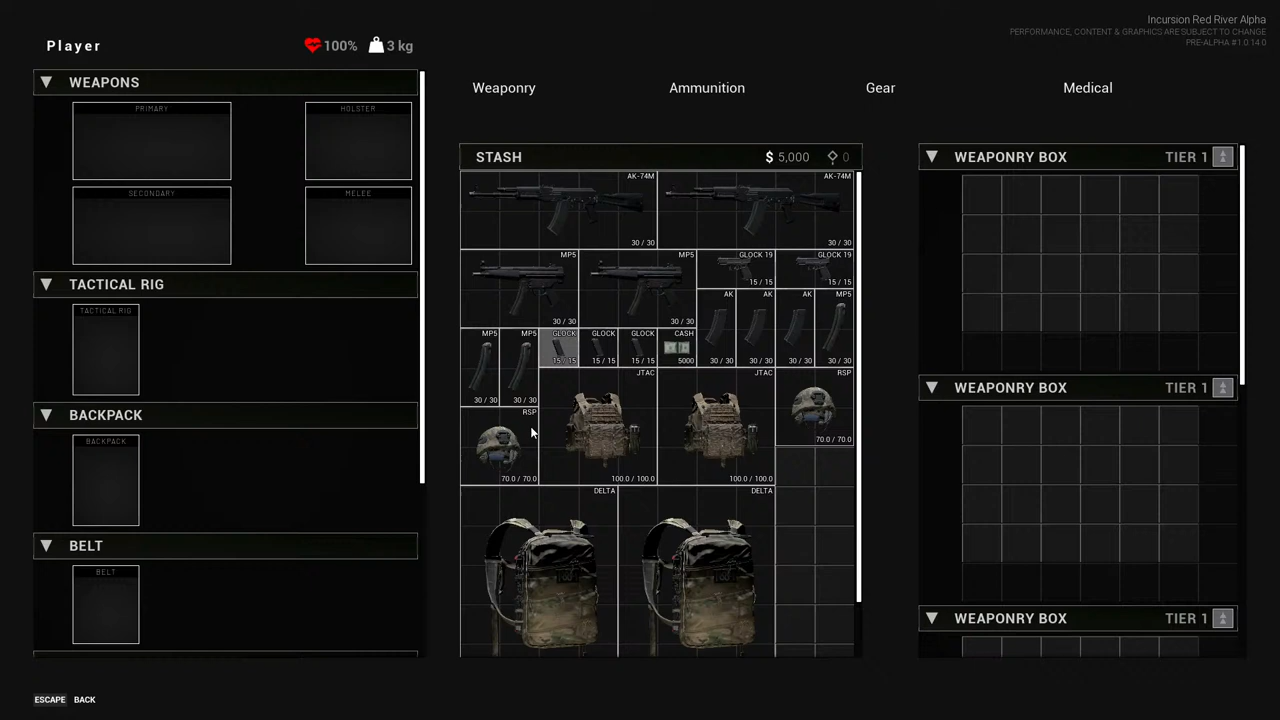 Incursion Red River Alpha
PERFORMANCE, CONTENT & GRAPHICS ARE SUBJECT TO CHANGE
PRE-ALPHA #1.0.14.0
Player
100%
3 kg
WEAPONS
PRIMARY
HOLSTER
SECONDARY
MELEE
TACTICAL RIG
TACTICAL RIG
BACKPACK
BACKPACK
BELT
BELT
Weaponry
Ammunition
Gear
Medical
STASH
$ 5,000
0
AK-74M
AK-74M
30 / 30
30 / 30
MP5
MP5
GLOCK 19
GLOCK 19
15 / 15
15 / 15
AK
AK
AK
MP5
30 / 30
30 / 30
MP5
MP5
GLOCK
GLOCK
GLOCK
CASH
15 / 15
15 / 15
15 / 15
5000
30 / 30
30 / 30
30 / 30
30 / 30
JTAC
JTAC
RSP
30 / 30
30 / 30
RSP
70.0 / 70.0
70.0 / 70.0
100.0 / 100.0
100.0 / 100.0
DELTA
DELTA
WEAPONRY BOX
TIER 1
WEAPONRY BOX
TIER 1
WEAPONRY BOX
TIER 1
ESCAPE
BACK